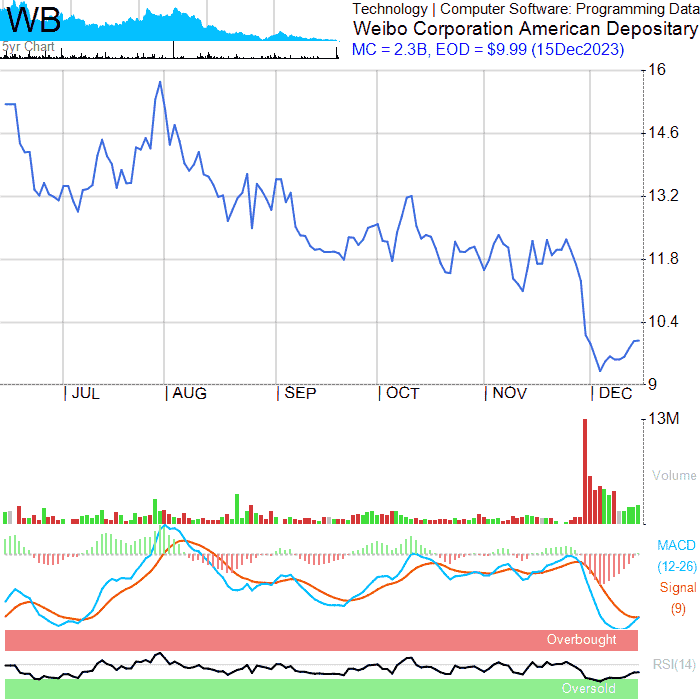 WB
5yr Chart
Technology | Computer Software: Programming Data
Weibo Corporation American Depositary
MC = 2.3B, EOD = $9.99 (15Dec2023)
16
14.6
13.2
11.8
10.4
9
JUL AUG SEP OCT NOV DEC
13M
Volume
MACD
(12-26)
Signal
(9)
Overbought
RSI(14)
Oversold